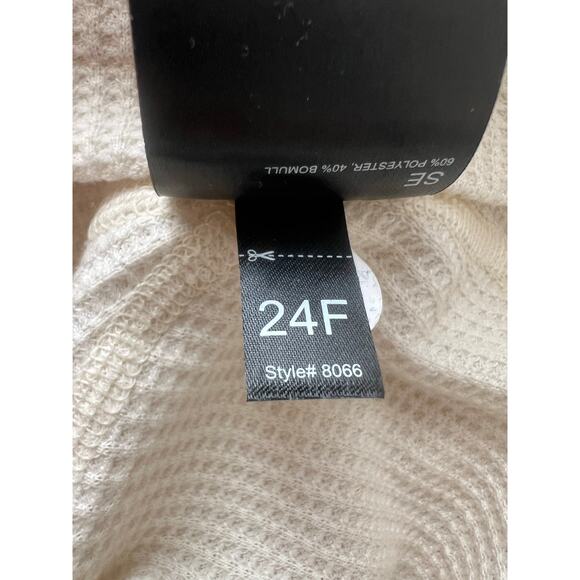 SE
60% POLYESTER, 40% BOMULL
24F
Style# 8066